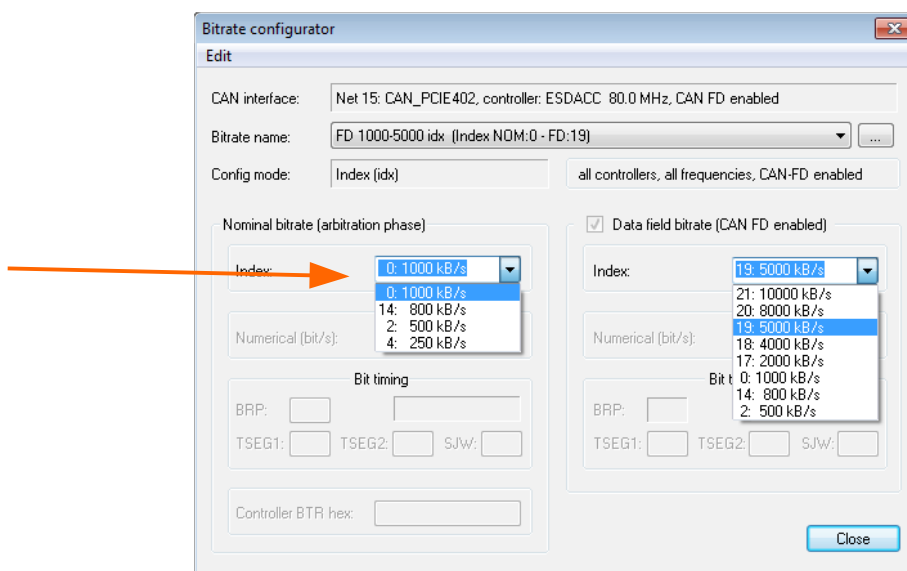 Bitrate configurator
Edit
CAN interface: Net 15: CAN_PCIE402, controller: ESDACC 80.0 MHz, CAN FD enabled
Bitrate name: FD 1000-5000 idx (Index NOM:0 - FD:19) ...
Config mode: Index (idx) all controllers, all frequencies, CAN-FD enabled
Nominal bitrate (arbitration phase)
Index: 0: 1000 kB/s
0: 1000 kB/s
14: 800 kB/s
2: 500 kB/s
4: 250 kB/s
Numerical (bit/s):
Bit timing
BRP:
TSEG1: TSEG2: SJW:
Controller BTR hex:
Data field bitrate (CAN FD enabled)
Index: 19: 5000 kB/s
21: 10000 kB/s
20: 8000 kB/s
19: 5000 kB/s
18: 4000 kB/s
17: 2000 kB/s
0: 1000 kB/s
14: 800 kB/s
2: 500 kB/s
Numerical (bit/s):
Bit
BRP:
TSEG1: TSEG2: SJW:
Close